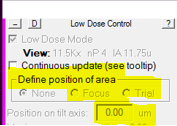 – D Low Dose Control ?
Low Dose Mode
View: 11.5Kx nP 4 IA 11.75u
Continuous update (see tooltip)
Define position of area
None Focus Trial
Position on tilt axis: 0.00 um